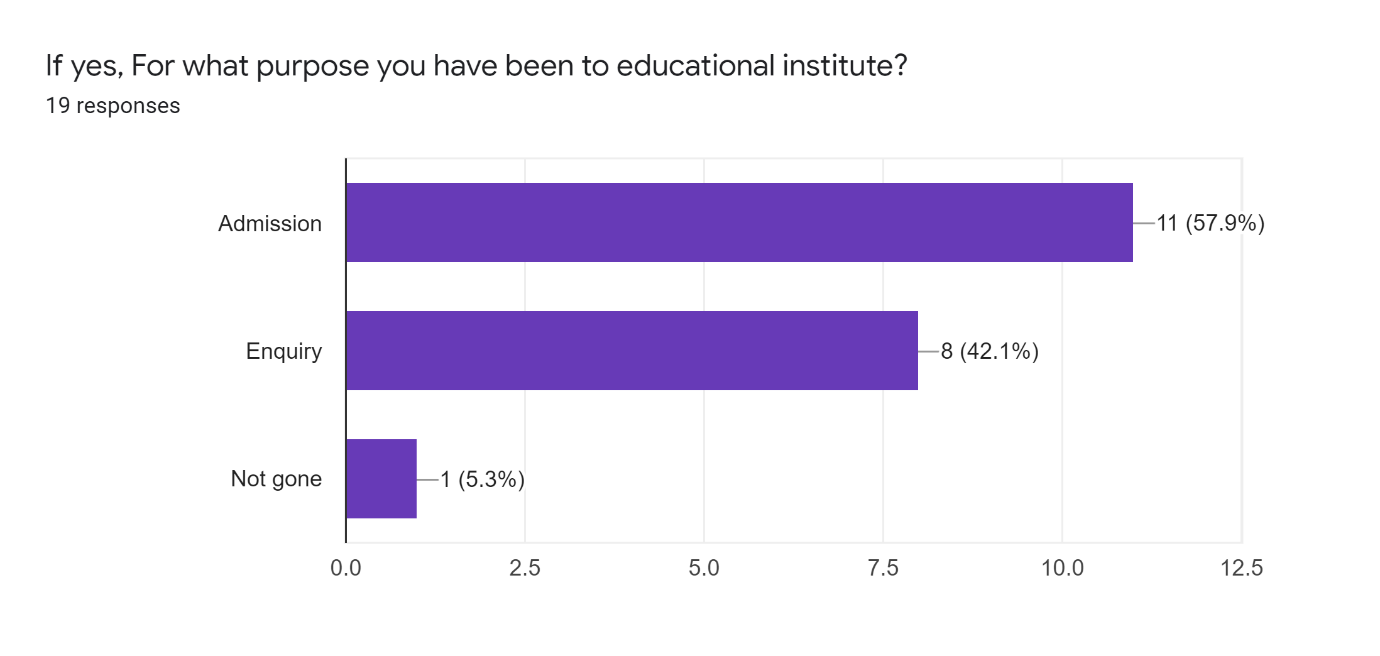 If yes, For what purpose you have been to educational institute?
19 responses
Admission
11 (57.9%)
Enquiry
8 (42.1%)
Not gone
1 (5.3%)
0.0 2.5 5.0 7.5 10.0 12.5